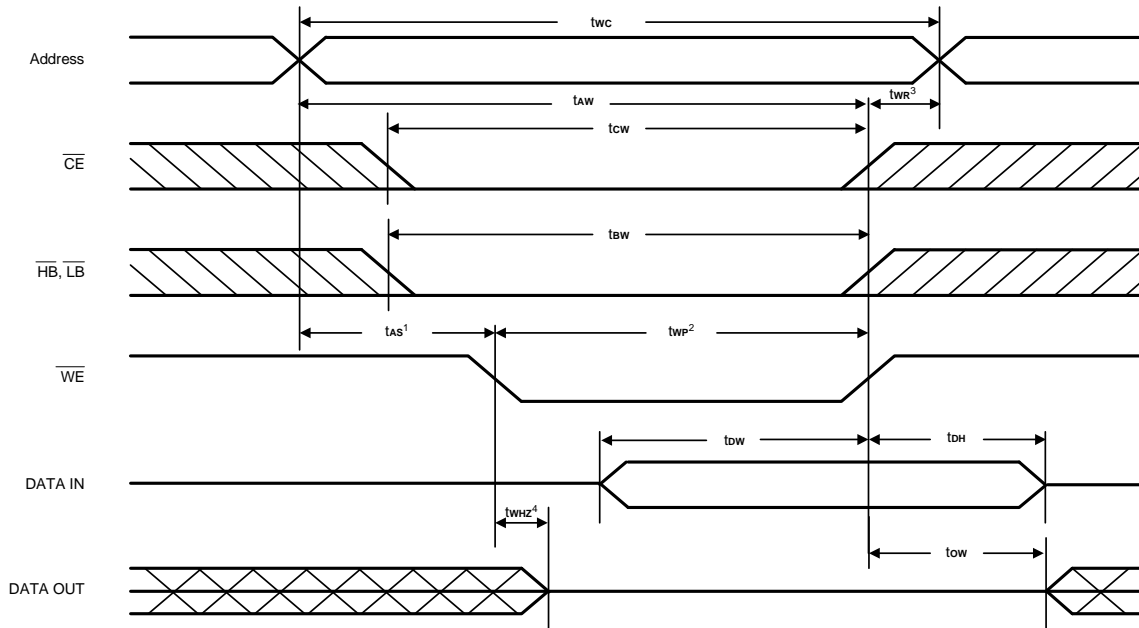 tWC
Address
tAW
tWR³
tCW
CE
tBW
HB, LB
tAS¹
tWP²
WE
tDW
tDH
DATA IN
tWHZ⁴
tOW
DATA OUT